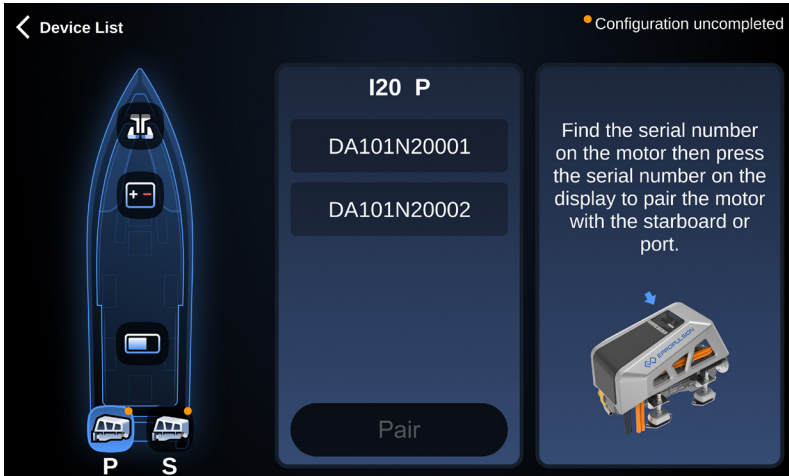 Device List
Configuration uncompleted
I20 P
DA101N20001
DA101N20002
Pair
Find the serial number
on the motor then press
the serial number on the
display to pair the motor
with the starboard or
port.
EPROPULSION
P
S